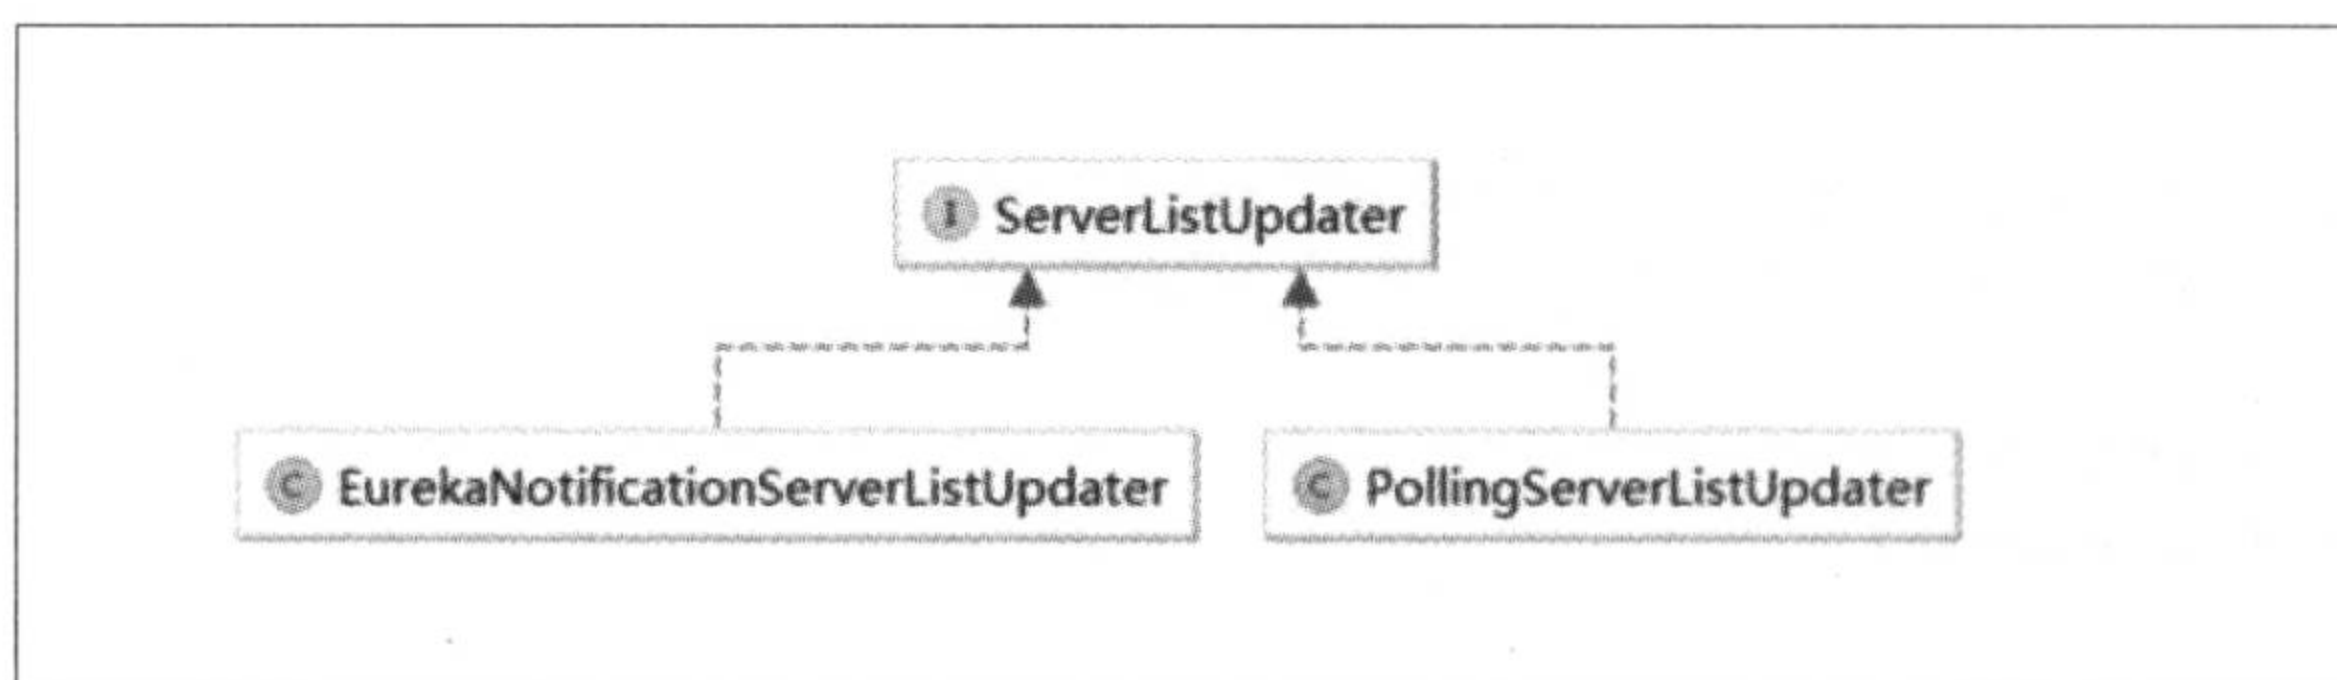 I ServerListUpdater
C EurekaNotificationServerListUpdater
C PollingServerListUpdater